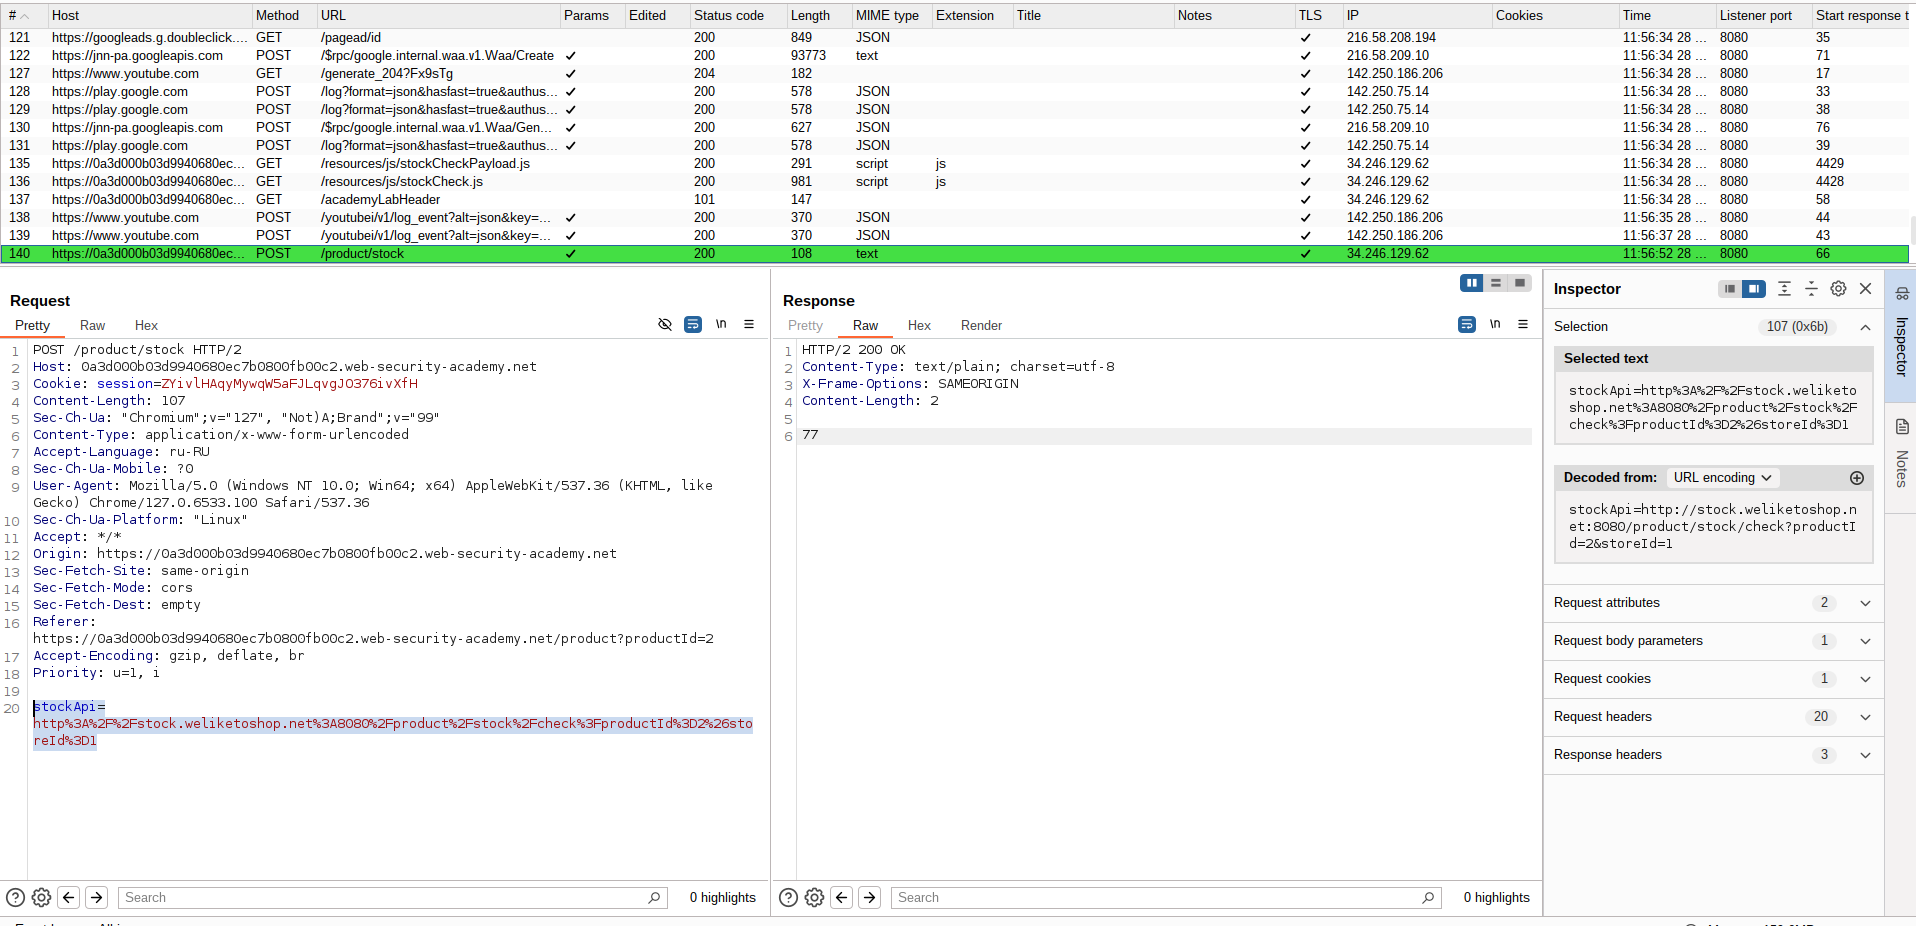 # Host Method URL Params Edited Status code Length MIME type Extension Title Notes TLS IP Cookies Time Listener port Start response t
121 https://googleads.g.doubleclick.... GET /pagead/id 200 849 JSON ✓ 216.58.208.194 11:56:34 28 ... 8080 35
122 https://jnn-pa.googleapis.com POST /$rpc/google.internal.waa.v1.Waa/Create ✓ 200 93773 text ✓ 216.58.209.10 11:56:34 28 ... 8080 71
127 https://www.youtube.com GET /generate_204?Fx9sTg ✓ 204 182 ✓ 142.250.186.206 11:56:34 28 ... 8080 17
128 https://play.google.com POST /log?format=json&hasfast=true&authus... ✓ 200 578 JSON ✓ 142.250.75.14 11:56:34 28 ... 8080 33
129 https://play.google.com POST /log?format=json&hasfast=true&authus... ✓ 200 578 JSON ✓ 142.250.75.14 11:56:34 28 ... 8080 38
130 https://jnn-pa.googleapis.com POST /$rpc/google.internal.waa.v1.Waa/Gen... ✓ 200 627 JSON ✓ 216.58.209.10 11:56:34 28 ... 8080 76
131 https://play.google.com POST /log?format=json&hasfast=true&authus... ✓ 200 578 JSON ✓ 142.250.75.14 11:56:34 28 ... 8080 39
135 https://0a3d000b03d9940680ec... GET /resources/js/stockCheckPayload.js 200 291 script js ✓ 34.246.129.62 11:56:34 28 ... 8080 4429
136 https://0a3d000b03d9940680ec... GET /resources/js/stockCheck.js 200 981 script js ✓ 34.246.129.62 11:56:34 28 ... 8080 4428
137 https://0a3d000b03d9940680ec... GET /academyLabHeader 101 147 ✓ 34.246.129.62 11:56:34 28 ... 8080 58
138 https://www.youtube.com POST /youtubei/v1/log_event?alt=json&key=... ✓ 200 370 JSON ✓ 142.250.186.206 11:56:35 28 ... 8080 44
139 https://www.youtube.com POST /youtubei/v1/log_event?alt=json&key=... ✓ 200 370 JSON ✓ 142.250.186.206 11:56:37 28 ... 8080 43
140 https://0a3d000b03d9940680ec... POST /product/stock ✓ 200 108 text ✓ 34.246.129.62 11:56:52 28 ... 8080 66
Request
Pretty Raw Hex \n
1 POST /product/stock HTTP/2
2 Host: 0a3d000b03d9940680ec7b0800fb00c2.web-security-academy.net
3 Cookie: session=ZYivlHAqyMywqW5aFJLqvgJ0376ivXfH
4 Content-Length: 107
5 Sec-Ch-Ua: "Chromium";v="127", "Not)A;Brand";v="99"
6 Content-Type: application/x-www-form-urlencoded
7 Accept-Language: ru-RU
8 Sec-Ch-Ua-Mobile: ?0
9 User-Agent: Mozilla/5.0 (Windows NT 10.0; Win64; x64) AppleWebKit/537.36 (KHTML, like
Gecko) Chrome/127.0.6533.100 Safari/537.36
10 Sec-Ch-Ua-Platform: "Linux"
11 Accept: */*
12 Origin: https://0a3d000b03d9940680ec7b0800fb00c2.web-security-academy.net
13 Sec-Fetch-Site: same-origin
14 Sec-Fetch-Mode: cors
15 Sec-Fetch-Dest: empty
16 Referer:
https://0a3d000b03d9940680ec7b0800fb00c2.web-security-academy.net/product?productId=2
17 Accept-Encoding: gzip, deflate, br
18 Priority: u=1, i
19
20 stockApi=
http%3A%2F%2Fstock.weliketoshop.net%3A8080%2Fproduct%2Fstock%2Fcheck%3FproductId%3D2%26sto
reId%3D1
Search 0 highlights
Response
Pretty Raw Hex Render \n
1 HTTP/2 200 OK
2 Content-Type: text/plain; charset=utf-8
3 X-Frame-Options: SAMEORIGIN
4 Content-Length: 2
5
6 77
Search 0 highlights
Inspector
Selection 107 (0x6b)
Selected text
stockApi=http%3A%2F%2Fstock.weliketo
shop.net%3A8080%2Fproduct%2Fstock%2F
check%3FproductId%3D2%26storeId%3D1
Decoded from: URL encoding
stockApi=http://stock.weliketoshop.n
et:8080/product/stock/check?productI
d=2&storeId=1
Request attributes 2
Request body parameters 1
Request cookies 1
Request headers 20
Response headers 3
Inspector
Notes